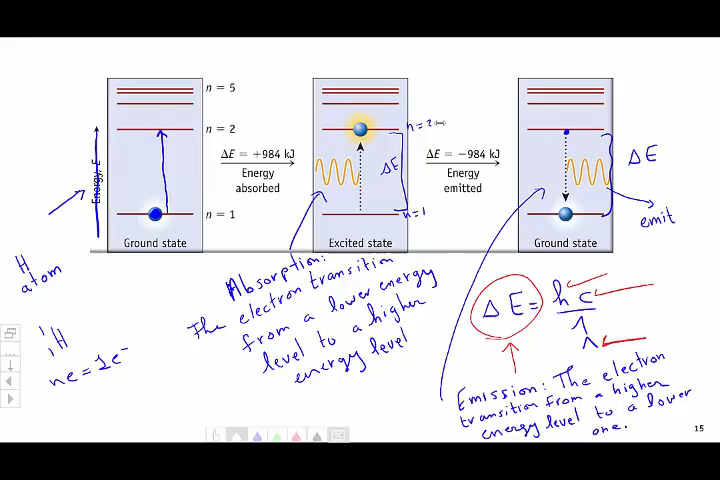 n = 5
n = 2
n = 1
Energy, E
Ground state
ΔE = +984 kJ
Energy
absorbed
n = 2
ΔE
n=1
Excited state
ΔE = −984 kJ
Energy
emitted
ΔE
emit
Ground state
H
atom
1
1H
ne = 1e-
Absorption:
The electron transition
from a lower energy
level to a higher
energy level
ΔE = hc
λ
Emission: The electron
transition from a higher
energy level to a lower
one.
15